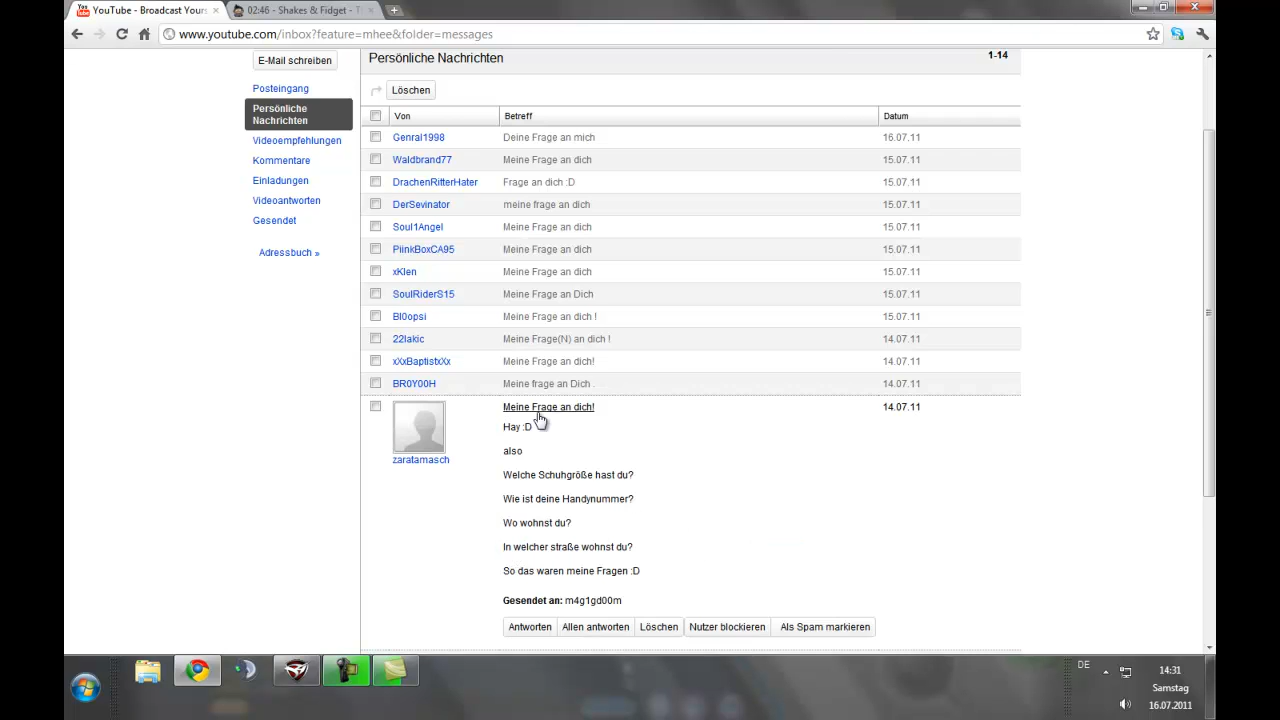 YouTube - Broadcast Yours
02:46 - Shakes & Fidget - T
www.youtube.com/inbox?feature=mhee&folder=messages
E-Mail schreiben
Posteingang
Persönliche
Nachrichten
Videoempfehlungen
Kommentare
Einladungen
Videoantworten
Gesendet
Adressbuch »
Persönliche Nachrichten
1-14
Löschen
Von Betreff Datum
Genral1998 Deine Frage an mich 16.07.11
Waldbrand77 Meine Frage an dich 15.07.11
DrachenRitterHater Frage an dich :D 15.07.11
DerSevinator meine frage an dich 15.07.11
Soul1Angel Meine Frage an dich 15.07.11
PiinkBoxCA95 Meine Frage an dich 15.07.11
xKlen Meine Frage an dich 15.07.11
SoulRiderS15 Meine Frage an Dich 15.07.11
Bl0opsi Meine Frage an dich ! 15.07.11
22lakic Meine Frage(N) an dich ! 14.07.11
xXxBaptistxXx Meine Frage an dich! 14.07.11
BR0Y00H Meine frage an Dich . 14.07.11
Meine Frage an dich! 14.07.11
zaratamasch
Hay :D
also
Welche Schuhgröße hast du?
Wie ist deine Handynummer?
Wo wohnst du?
In welcher straße wohnst du?
So das waren meine Fragen :D
Gesendet an: m4g1gd00m
Antworten Allen antworten Löschen Nutzer blockieren Als Spam markieren
DE
14:31
Samstag
16.07.2011